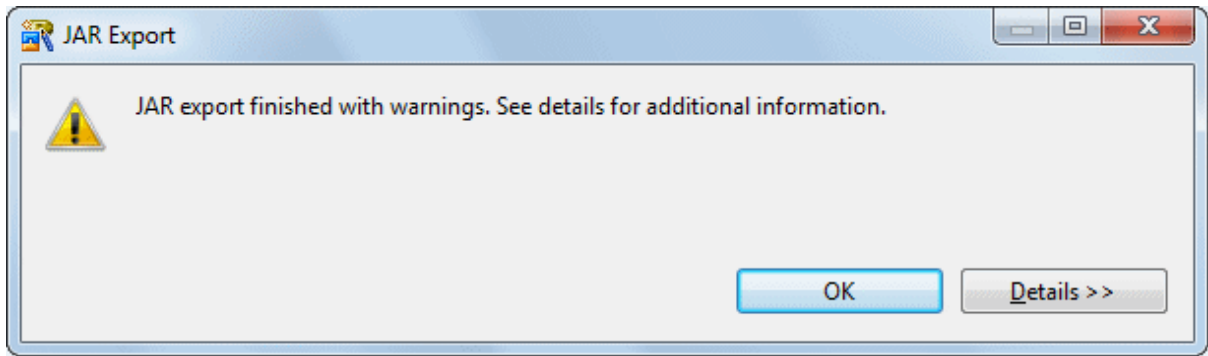 JAR Export
JAR export finished with warnings. See details for additional information.
OK
Details >>